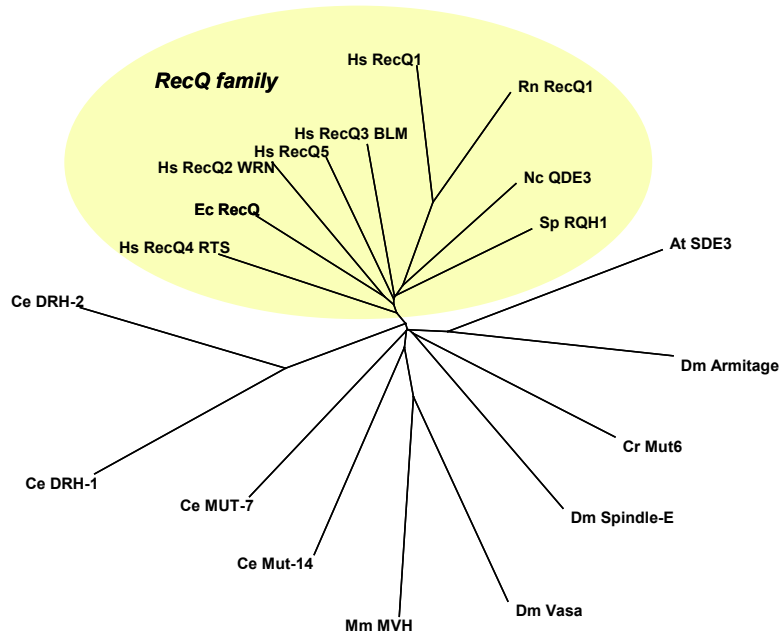 Hs RecQ1
RecQ family
Rn RecQ1
Hs RecQ3 BLM
Hs RecQ5
Hs RecQ2 WRN
Nc QDE3
Ec RecQ
Sp RQH1
Hs RecQ4 RTS
At SDE3
Ce DRH-2
Dm Armitage
Cr Mut6
Ce DRH-1
Ce MUT-7
Dm Spindle-E
Ce Mut-14
Dm Vasa
Mm MVH